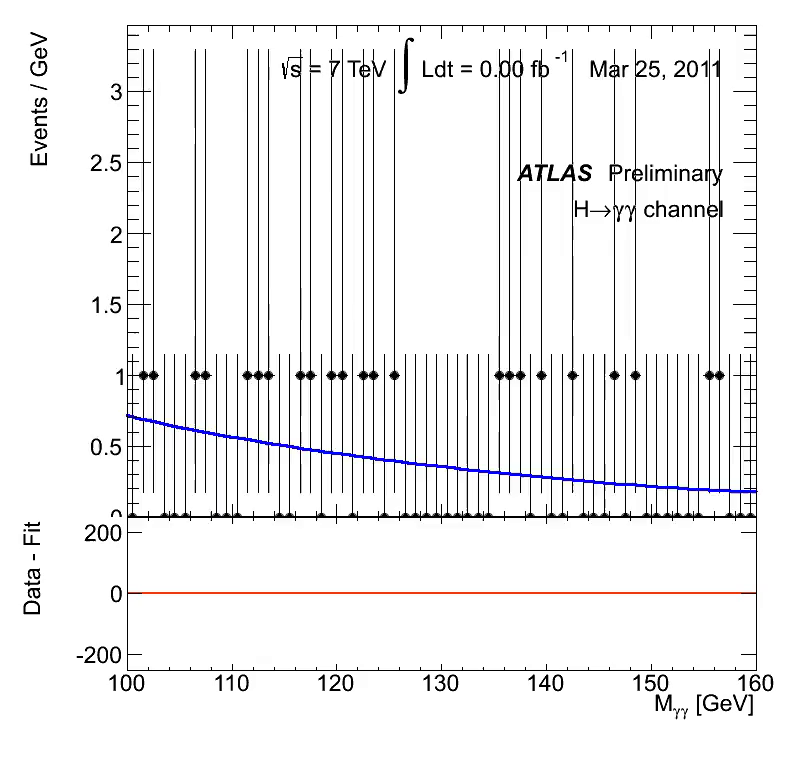 Events / GeV
√s = 7 TeV ∫ Ldt = 0.00 fb⁻¹ Mar 25, 2011
ATLAS Preliminary
H→γγ channel
3
2.5
2
1.5
1
0.5
0
Data - Fit
200
0
-200
100 110 120 130 140 150 160
Mγγ [GeV]